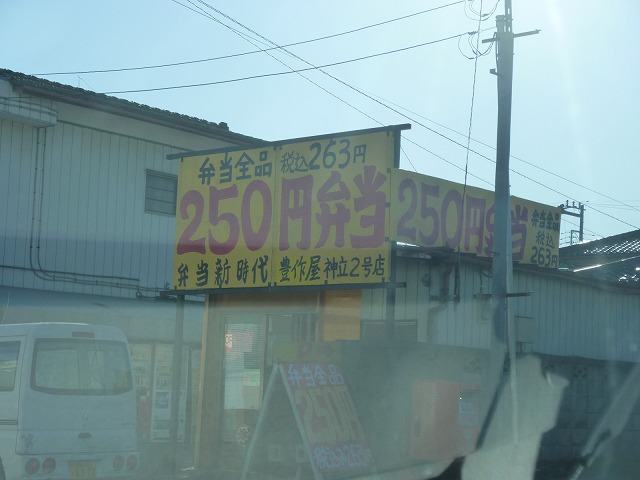 弁当全品 税込263円
250円弁当
弁当新時代 豊作屋神立2号店
250円弁当
弁当全品
税込
263円
弁当全品
250円